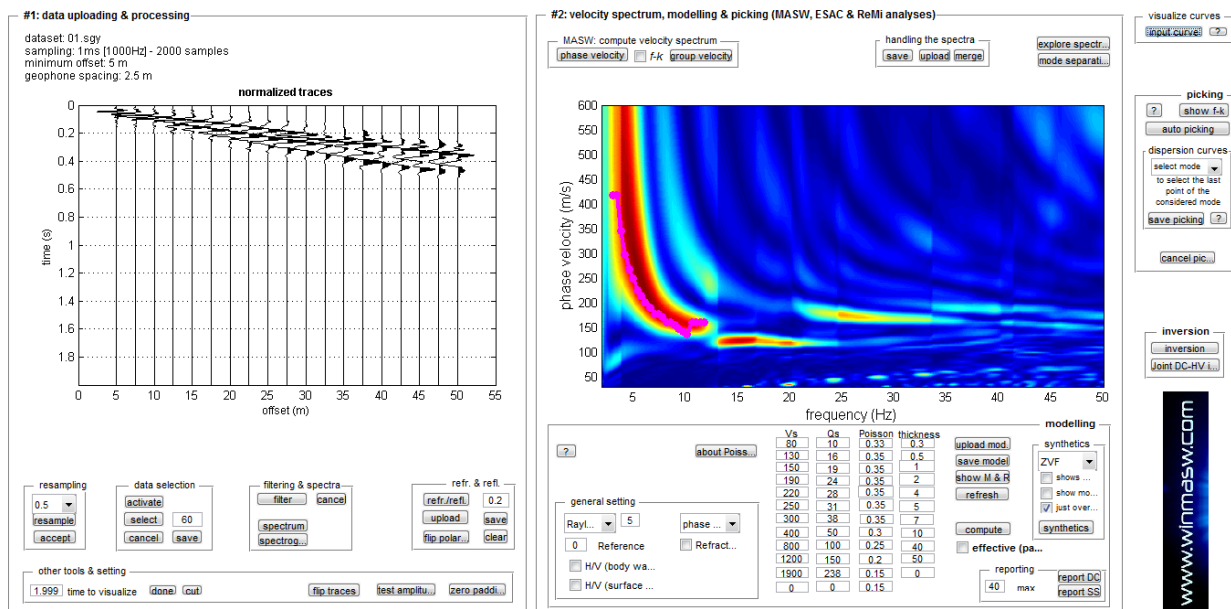 #1: data uploading & processing
dataset: 01.sgy
sampling: 1ms [1000Hz] - 2000 samples
minimum offset: 5 m
geophone spacing: 2.5 m
normalized traces
0
0.2
0.4
0.6
0.8
1
1.2
1.4
1.6
1.8
time (s)
0 5 10 15 20 25 30 35 40 45 50 55
offset (m)
resampling
0.5
resample
accept
data selection
activate
select 60
cancel save
filtering & spectra
filter cancel
spectrum
spectrog...
refr. & refl.
refr./refl. 0.2
upload save
flip polar... clear
other tools & setting
1.999 time to visualize done cut flip traces test amplitu... zero paddi...
#2: velocity spectrum, modelling & picking (MASW, ESAC & ReMi analyses)
MASW: compute velocity spectrum
phase velocity f-k group velocity
handling the spectra
save upload merge
explore spectr...
mode separati...
600
550
500
450
400
350
300
250
200
150
100
50
phase velocity (m/s)
5 10 15 20 25 30 35 40 45 50
frequency (Hz)
? about Poiss...
general setting
Rayl... 5 phase ...
0 Reference Refract...
H/V (body wa...
H/V (surface ...
Vs Qs Poisson thickness
80 10 0.33 0.3
130 16 0.35 0.5
150 19 0.35 1
190 24 0.35 2
220 28 0.35 4
250 31 0.35 5
300 38 0.35 7
400 50 0.3 10
800 100 0.25 40
1200 150 0.2 50
1900 238 0.15 0
0 0 0.15
modelling
upload mod.
save model
show M & R
refresh
compute
effective (pa...
synthetics
ZVF
shows ...
show mo...
just over...
synthetics
reporting
40 max report DC
report SS
visualize curves
input curve ?
picking
? show f-k
auto picking
dispersion curves
select mode
to select the last
point of the
considered mode
save picking ?
cancel pic...
inversion
inversion
Joint DC-HV i...
www.winmasw.com